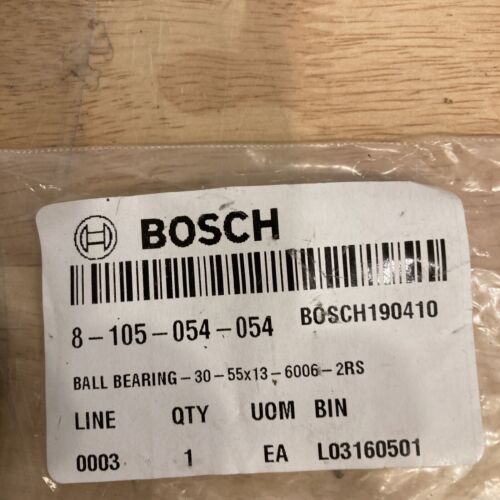 BOSCH
8-105-054-054 BOSCH190410
BALL BEARING-30-55x13-6006-2RS
LINE QTY UOM BIN
0003 1 EA L03160501